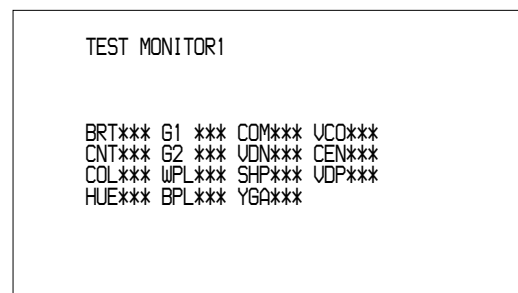 TEST MONITOR1
BRT*** G1 *** COM*** VCO***
CNT*** G2 *** VDN*** CEN***
COL*** WPL*** SHP*** VDP***
HUE*** BPL*** YGA***